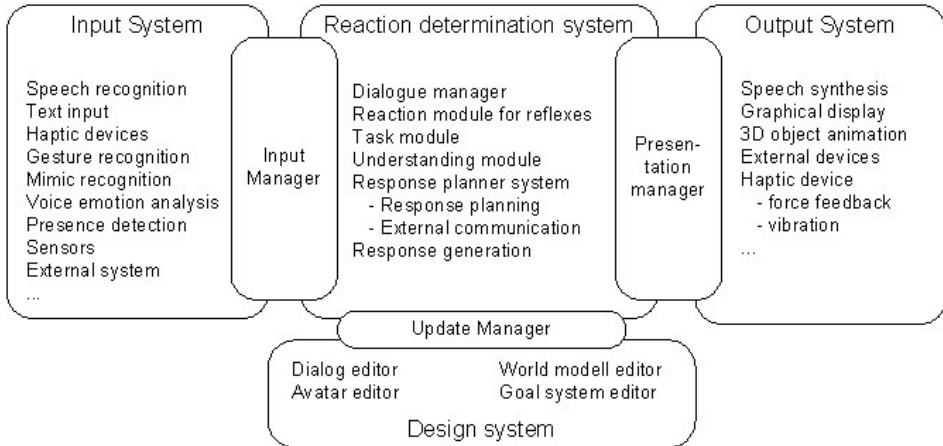 Input System
Speech recognition
Text input
Haptic devices
Gesture recognition
Mimic recognition
Voice emotion analysis
Presence detection
Sensors
External system
...
Input
Manager
Reaction determination system
Dialogue manager
Reaction module for reflexes
Task module
Understanding module
Response planner system
- Response planning
- External communication
Response generation
Presen-
tation
manager
Output System
Speech synthesis
Graphical display
3D object animation
External devices
Haptic device
- force feedback
- vibration
...
Update Manager
Dialog editor
Avatar editor
World modell editor
Goal system editor
Design system